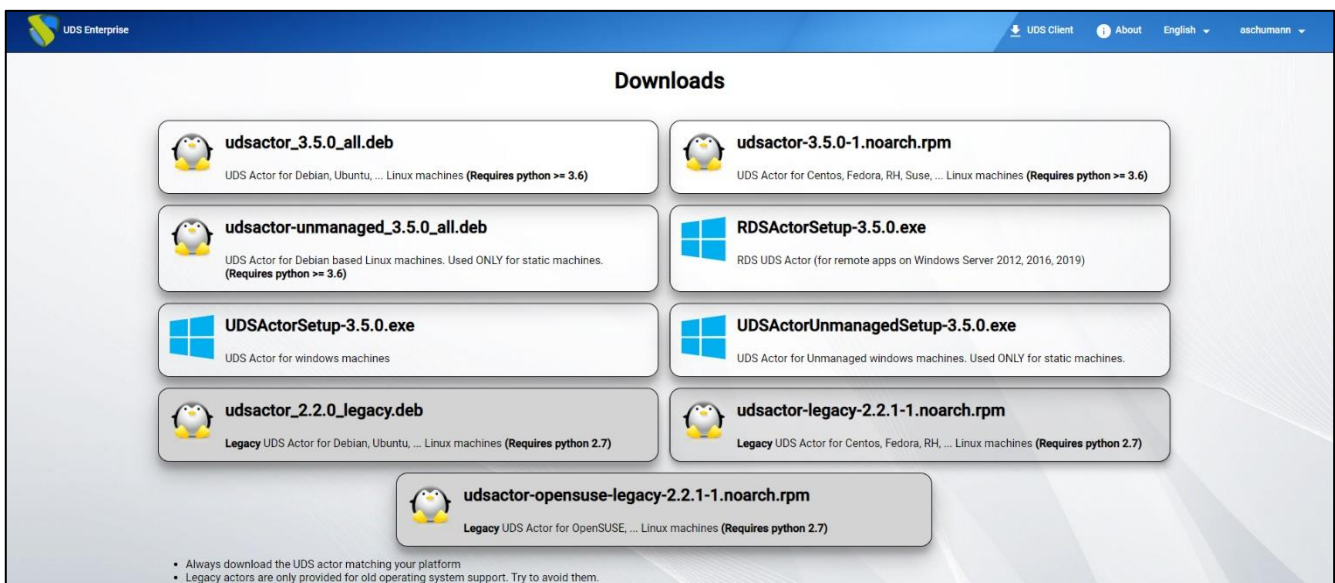 UDS Enterprise
UDS Client
About
English
aschumann
Downloads
udsactor_3.5.0_all.deb
UDS Actor for Debian, Ubuntu, ... Linux machines (Requires python >= 3.6)
udsactor-3.5.0-1.noarch.rpm
UDS Actor for Centos, Fedora, RH, Suse, ... Linux machines (Requires python >= 3.6)
udsactor-unmanaged_3.5.0_all.deb
UDS Actor for Debian based Linux machines. Used ONLY for static machines.
(Requires python >= 3.6)
RDSActorSetup-3.5.0.exe
RDS UDS Actor (for remote apps on Windows Server 2012, 2016, 2019)
UDSActorSetup-3.5.0.exe
UDS Actor for windows machines
UDSActorUnmanagedSetup-3.5.0.exe
UDS Actor for Unmanaged windows machines. Used ONLY for static machines.
udsactor_2.2.0_legacy.deb
Legacy UDS Actor for Debian, Ubuntu, ... Linux machines (Requires python 2.7)
udsactor-legacy-2.2.1-1.noarch.rpm
Legacy UDS Actor for Centos, Fedora, RH, ... Linux machines (Requires python 2.7)
udsactor-opensuse-legacy-2.2.1-1.noarch.rpm
Legacy UDS Actor for OpenSUSE, ... Linux machines (Requires python 2.7)
• Always download the UDS actor matching your platform
• Legacy actors are only provided for old operating system support. Try to avoid them.